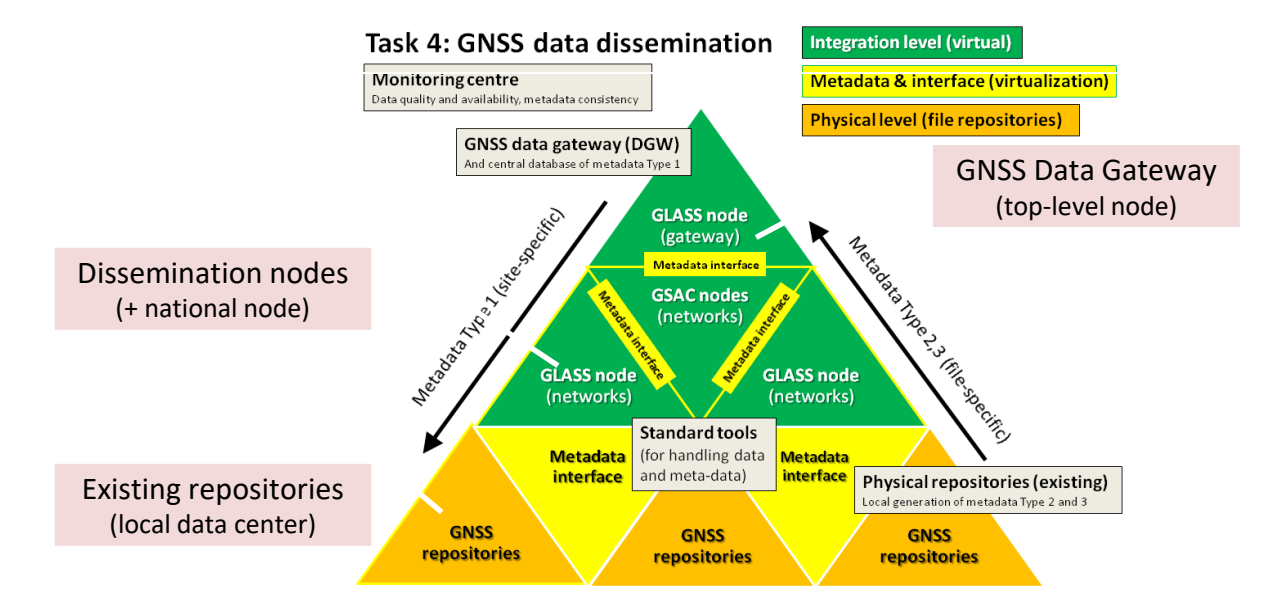 Task 4: GNSS data dissemination
Integration level (virtual)
Metadata & interface (virtualization)
Physical level (file repositories)
Monitoring centre
Data quality and availability, metadata consistency
GNSS data gateway (DGW)
And central database of metadata Type 1
GNSS Data Gateway
(top-level node)
GLASS node
(gateway)
Metadata interface
Dissemination nodes
(+ national node)
Metadata Type 1 (site-specific)
Metadata Type 2,3 (file-specific)
GSAC nodes
(networks)
Metadata interface
Metadata interface
GLASS node
(networks)
GLASS node
(networks)
Standard tools
(for handling data
and meta-data)
Metadata
interface
Metadata
interface
Existing repositories
(local data center)
Physical repositories (existing)
Local generation of metadata Type 2 and 3
GNSS
repositories
GNSS
repositories
GNSS
repositories